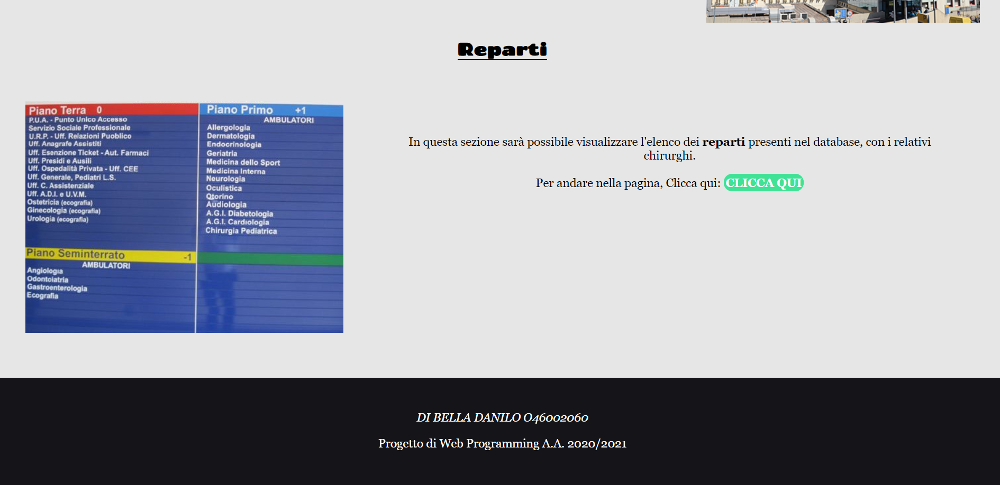 Reparti
Piano Terra 0
P.U.A. - Punto Unico Accesso
Servizio Sociale Professionale
U.R.P. - Uff. Relazioni Puoblico
Uff. Anagrafe Assistiti
Uff. Esenzione Ticket - Aut. Farmaci
Uff. Presidi e Ausili
Uff. Ospedalità Privata - Uff. CEE
Uff. Generale, Pediatri L.S.
Uff. C. Assistenziale
Uff. A.D.I. e U.V.M.
Ostetricia (ecografia)
Ginecologia (ecografia)
Urologia (ecografia)
Piano Primo +1
AMBULATORI
Allergologia
Dermatologia
Endocrinologia
Geriatria
Medicina dello Sport
Medicina Interna
Neurologia
Oculistica
Otorino
Audiologia
A.G.I. Diabetologia
A.G.I. Cardiologia
Chirurgia Pediatrica
Piano Seminterrato -1
AMBULATORI
Angiologia
Odontoiatria
Gastroenterologia
Ecografia
In questa sezione sarà possibile visualizzare l'elenco dei reparti presenti nel database, con i relativi
chirurghi.
Per andare nella pagina, Clicca qui: CLICCA QUI
DI BELLA DANILO O46002060
Progetto di Web Programming A.A. 2020/2021